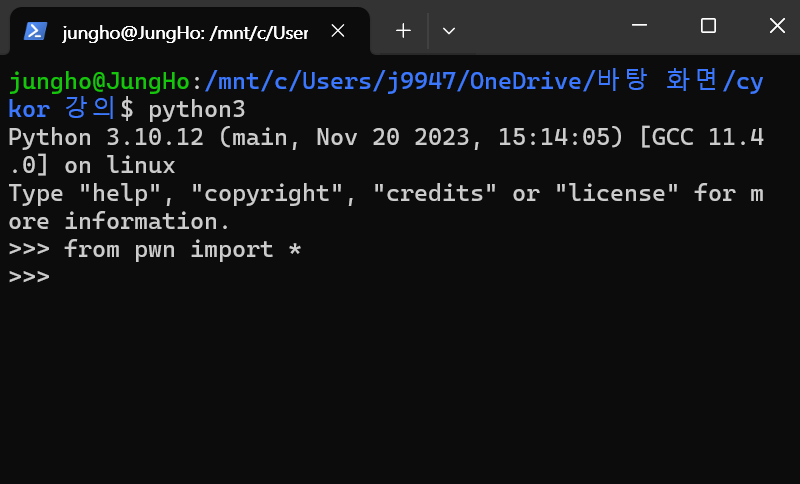 jungho@JungHo: /mnt/c/User
jungho@JungHo:/mnt/c/Users/j9947/OneDrive/바탕 화면/cy
kor 강의$ python3
Python 3.10.12 (main, Nov 20 2023, 15:14:05) [GCC 11.4
.0] on linux
Type "help", "copyright", "credits" or "license" for m
ore information.
>>> from pwn import *
>>>